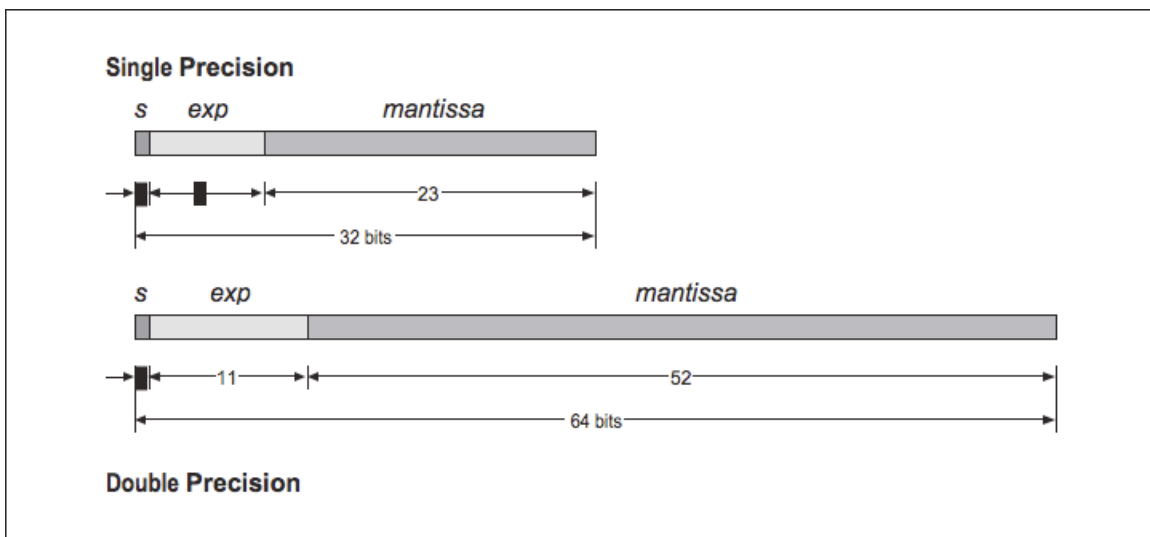 Single Precision
s exp mantissa
23
32 bits
s exp mantissa
11 52
64 bits
Double Precision